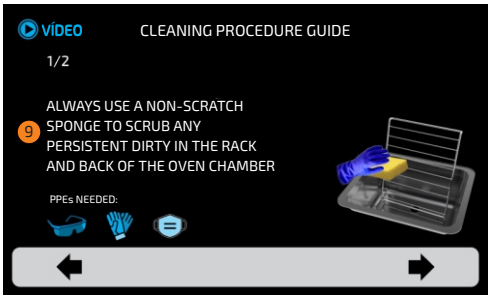 VÍDEO
CLEANING PROCEDURE GUIDE
1/2
9
ALWAYS USE A NON-SCRATCH
SPONGE TO SCRUB ANY
PERSISTENT DIRTY IN THE RACK
AND BACK OF THE OVEN CHAMBER
PPEs NEEDED: